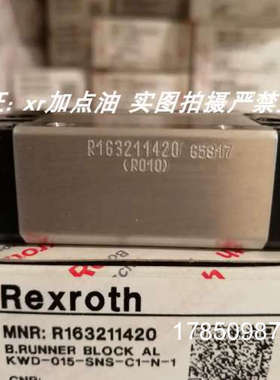 : xr加点油 实图拍摄严禁
R163211420 65817
(R010)
Rexroth
MNR: R163211420
B.RUNNER BLOCK AL
KWD-015-SNS-C1-N-1
17850987